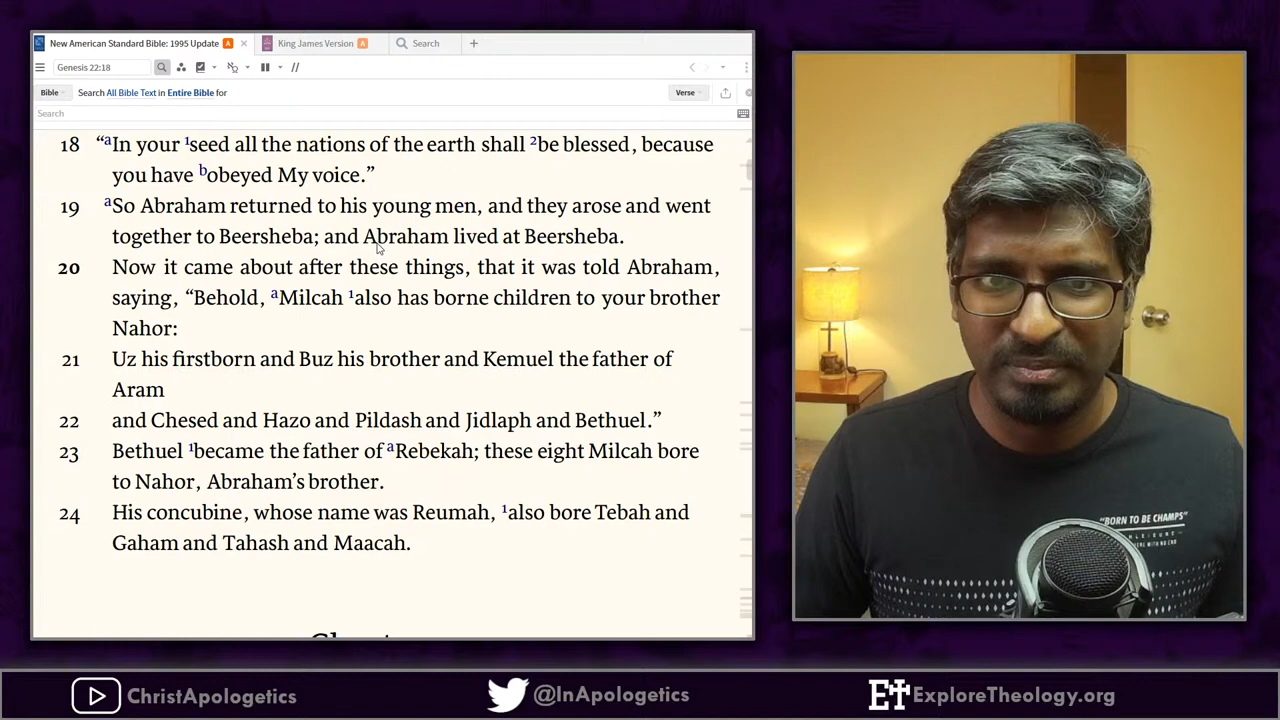 New American Standard Bible: 1995 Update A
King James Version A
Search
Genesis 22:18
Bible
Search All Bible Text in Entire Bible for
Verse
Search
18 “aIn your 1seed all the nations of the earth shall 2be blessed, because
you have bobeyed My voice.”
19 aSo Abraham returned to his young men, and they arose and went
together to Beersheba; and Abraham lived at Beersheba.
20 Now it came about after these things, that it was told Abraham,
saying, “Behold, aMilcah 1also has borne children to your brother
Nahor:
21 Uz his firstborn and Buz his brother and Kemuel the father of
Aram
22 and Chesed and Hazo and Pildash and Jidlaph and Bethuel.”
23 Bethuel 1became the father of aRebekah; these eight Milcah bore
to Nahor, Abraham’s brother.
24 His concubine, whose name was Reumah, 1also bore Tebah and
Gaham and Tahash and Maacah.
"BORN TO BE CHAMPS"
ChristApologetics
@InApologetics
ET ExploreTheology.org